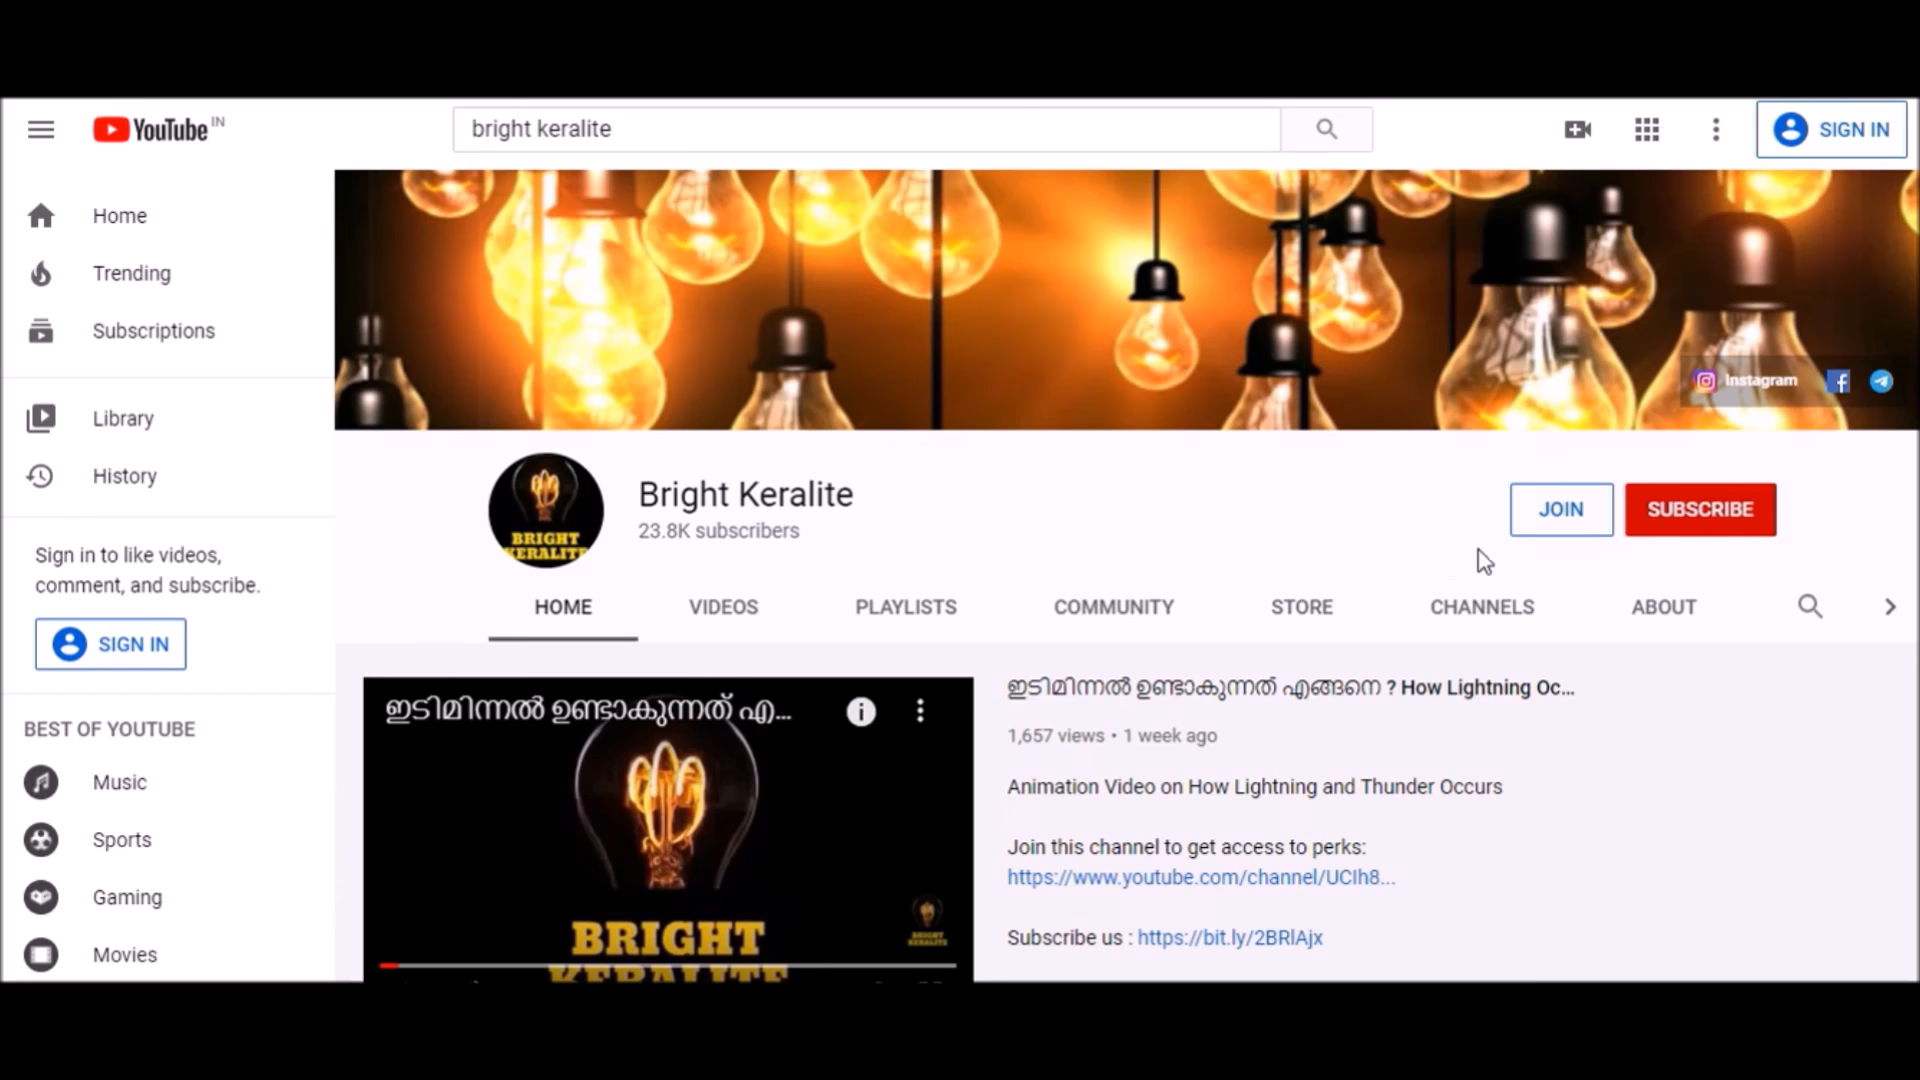 YouTube IN
bright keralite
SIGN IN
Home
Trending
Subscriptions
Library
History
Sign in to like videos,
comment, and subscribe.
SIGN IN
BEST OF YOUTUBE
Music
Sports
Gaming
Movies
Instagram
BRIGHT
KERALITE
Bright Keralite
23.8K subscribers
JOIN
SUBSCRIBE
HOME
VIDEOS
PLAYLISTS
COMMUNITY
STORE
CHANNELS
ABOUT
ഇടിമിന്നൽ ഉണ്ടാകുന്നത് എ...
BRIGHT
KERALITE
BRIGHT
KERALITE
ഇടിമിന്നൽ ഉണ്ടാകുന്നത് എങ്ങനെ ? How Lightning Oc...
1,657 views • 1 week ago
Animation Video on How Lightning and Thunder Occurs
Join this channel to get access to perks:
https://www.youtube.com/channel/UCIh8...
Subscribe us : https://bit.ly/2BRlAjx